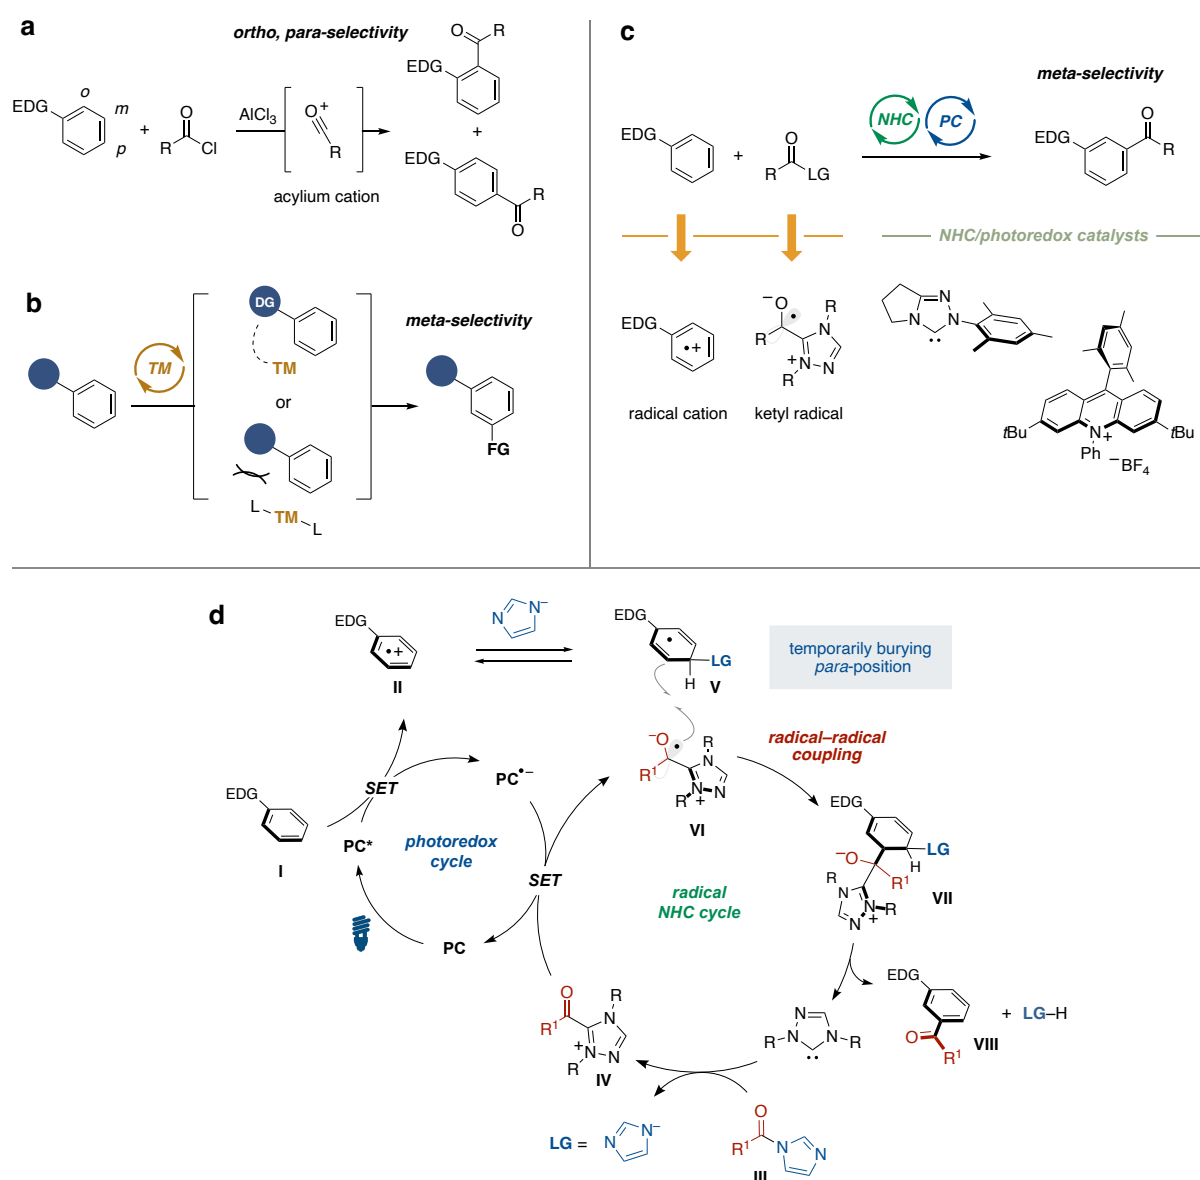 a
ortho, para-selectivity
O
R
EDG
EDG
o
m
p
+
O
R
Cl
AlCl3
O+
R
acylium cation
+
EDG
R
O
b
TM
DG
TM
or
L
TM
L
meta-selectivity
FG
c
meta-selectivity
EDG
+
O
R
LG
NHC
PC
EDG
O
R
NHC/photoredox catalysts
EDG
•+
radical cation
−O
•
R
R
N
+
N
N
R
ketyl radical
N
N
N
tBu
N+
tBu
Ph
−BF4
d
EDG
•+
II
N
N−
EDG
•
LG
H
V
temporarily burying
para-position
−O
•
R1
R
N
N
N
+
R
VI
radical–radical
coupling
EDG
I
SET
PC•−
PC*
photoredox
cycle
SET
PC
radical
NHC cycle
EDG
LG
H
−O
R1
R
N
N
N
+
R
VII
O
R1
R
N
+
N
N
R
IV
N
R
N
N
R
EDG
O
R1
VIII
+ LG–H
LG =
N
N−
O
R1
N
N
III